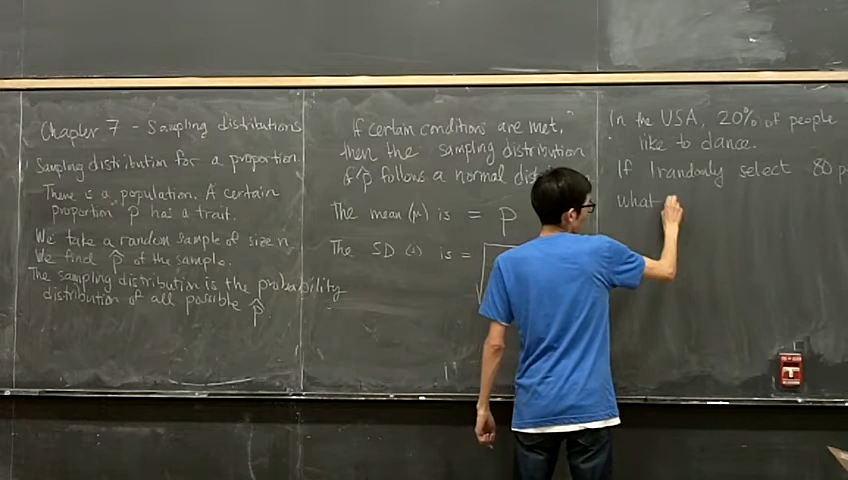 Chapter 7 - Sampling distributions
Sampling distribution for a proportion
There is a population. A certain
proportion p has a trait.
We take a random sample of size n.
We find p̂ of the sample.
The sampling distribution is the probability
distribution of all possible p̂
If certain conditions are met,
then the sampling distribution
of p̂ follows a normal dist
The mean (μ) is = p
The SD (σ) is =
In the USA, 20% of people
like to dance.
If I randomly select 80 p
what